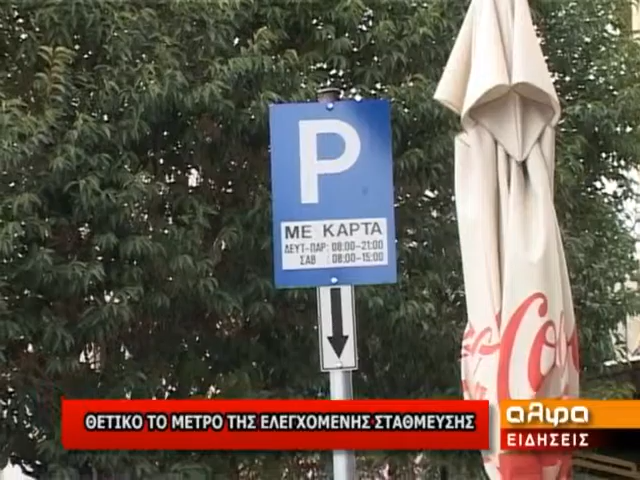 P
ΜΕ ΚΑΡΤΑ
ΔΕΥΤ-ΠΑΡ: 08:00-21:00
ΣΑΒ : 08:00-15:00
Co
ΘΕΤΙΚΟ ΤΟ ΜΕΤΡΟ ΤΗΣ ΕΛΕΓΧΟΜΕΝΗΣ ΣΤΑΘΜΕΥΣΗΣ
αλφα
ΕΙΔΗΣΕΙΣ